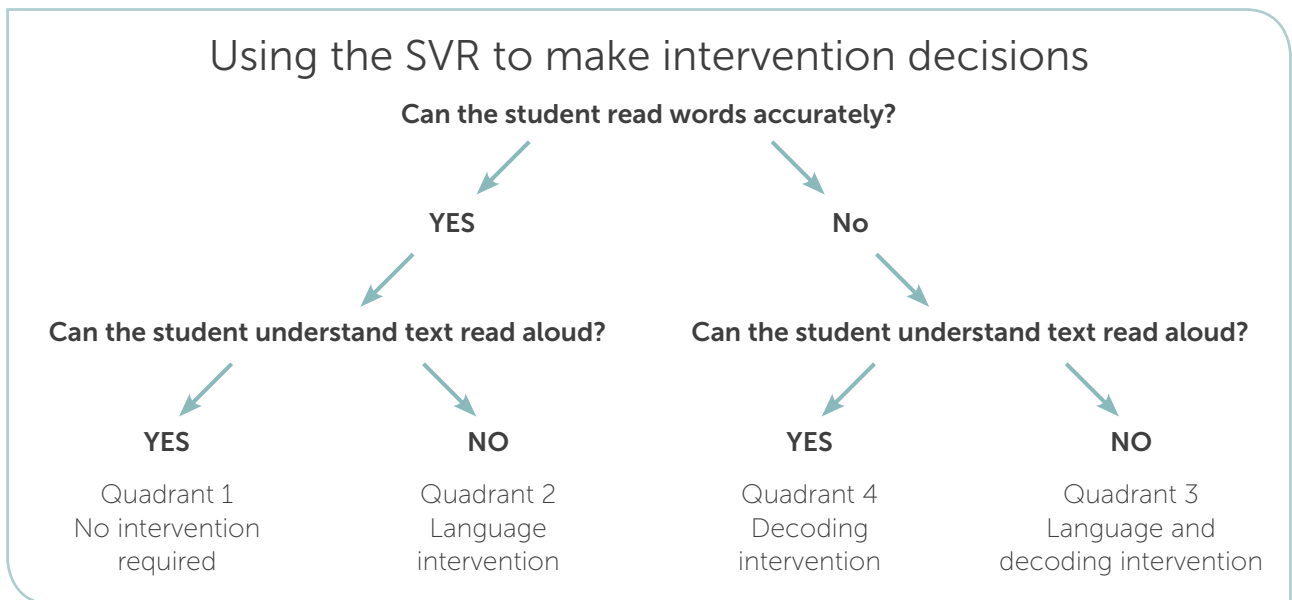 Using the SVR to make intervention decisions
Can the student read words accurately?
YES
No
Can the student understand text read aloud?
Can the student understand text read aloud?
YES
NO
YES
NO
Quadrant 1
No intervention
required
Quadrant 2
Language
intervention
Quadrant 4
Decoding
intervention
Quadrant 3
Language and
decoding intervention